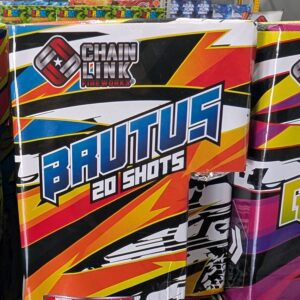 CHAIN
LINK
FIREWORKS
BRUTUS
20 SHOTS